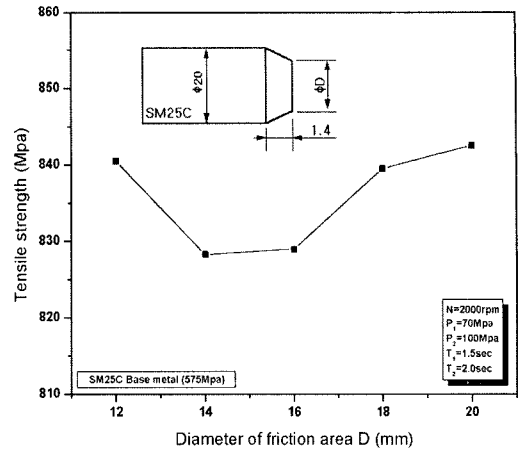 860
850
840
830
820
810
Tensile strength (Mpa)
ϕ20
ϕD
SM25C
1.4
N=2000rpm
P₁=70Mpa
P₂=100Mpa
T₁=1.5sec
T₂=2.0sec
SM25C Base metal (575Mpa)
12 14 16 18 20
Diameter of friction area D (mm)